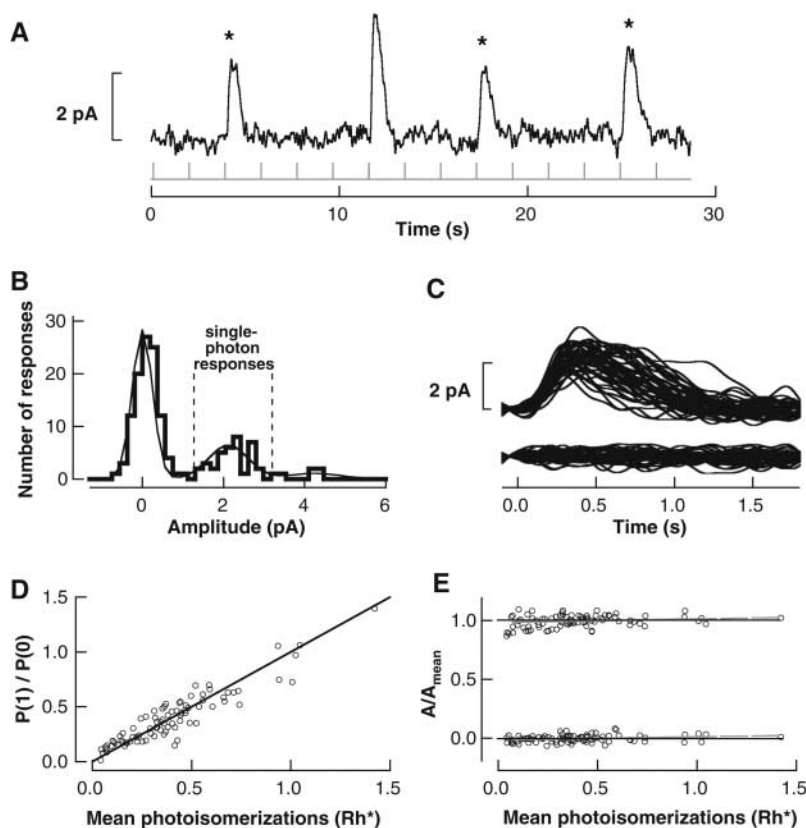 A
* * *
2 pA
0 10 20 30
Time (s)
B
Number of responses
30
20
10
0
single-
photon
responses
0 2 4 6
Amplitude (pA)
C
2 pA
0.0 0.5 1.0 1.5
Time (s)
D
P(1) / P(0)
1.5
1.0
0.5
0.0
0.0 0.5 1.0 1.5
Mean photoisomerizations (Rh*)
E
A/Amean
1.0
0.5
0.0
0.0 0.5 1.0 1.5
Mean photoisomerizations (Rh*)